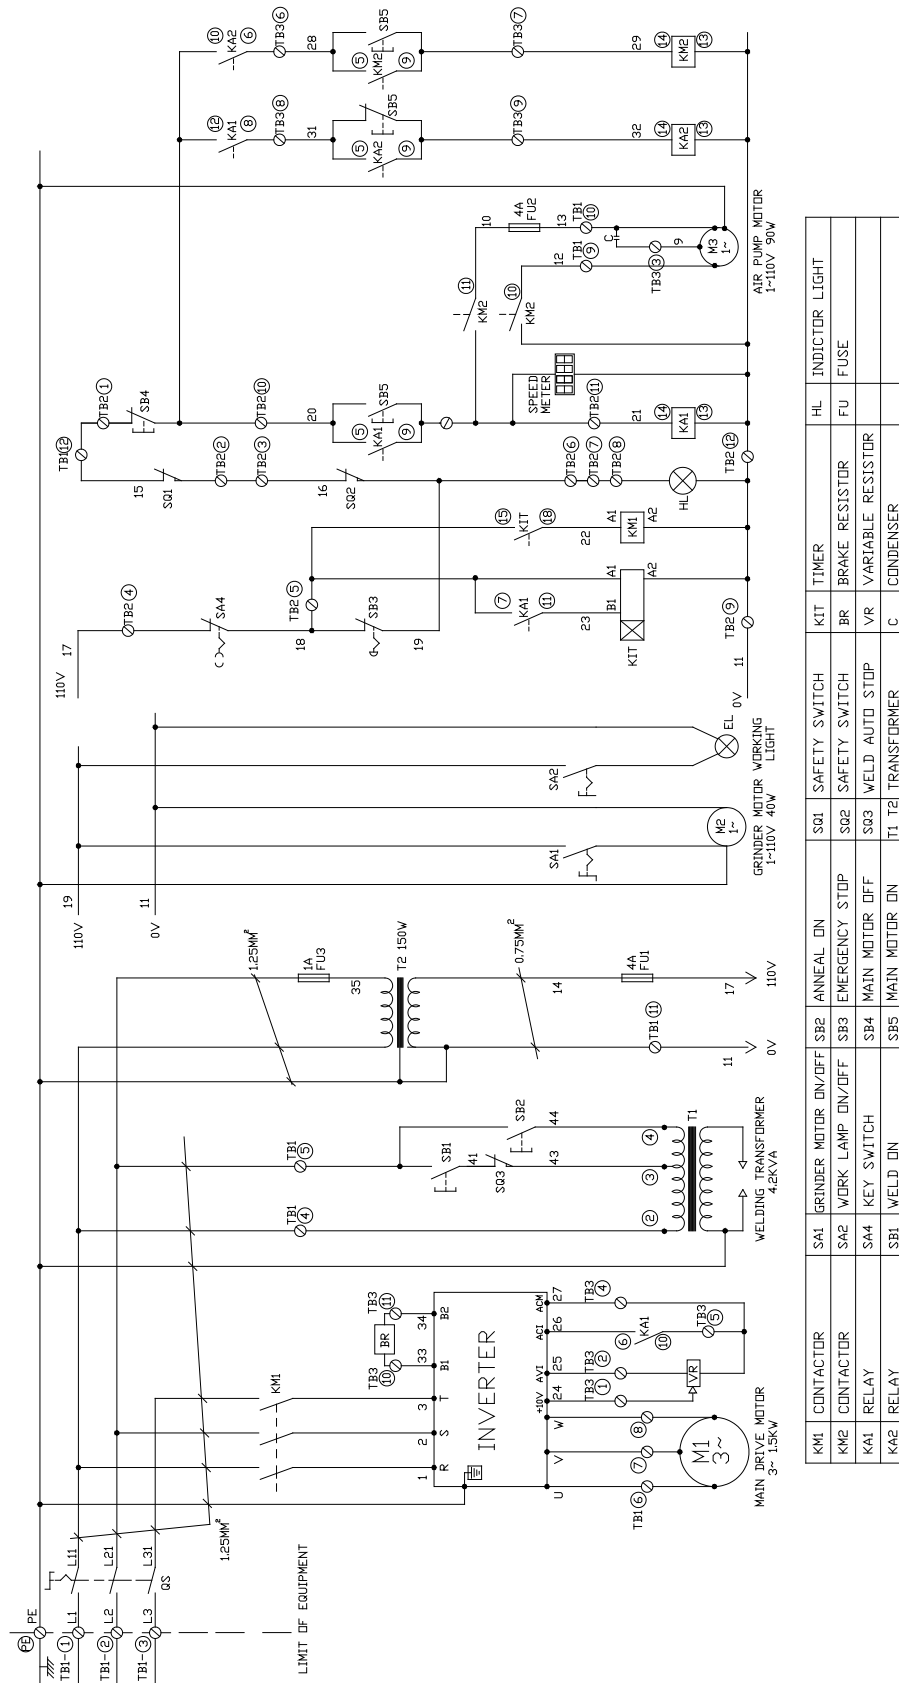 PE
PE
TB1-①
L1
L11
TB1-②
L2
L21
TB1-③
L3
L31
QS
LIMIT OF EQUIPMENT
1.25MM²
KM1
1
2
3
R
S
T
33
34
B1
B2
TB3
⑩
BR
TB3
⑪
INVERTER
U
V
W
+10V
AVI
ACI
ACM
24
25
26
27
TB1⑥
⑦
⑧
TB3
①
TB3
②
TB3
④
⑥
KA1
⑩
TB3
⑤
VR
M1
3~
MAIN DRIVE MOTOR
3~ 1.5KW
TB1
④
TB1
⑤
SB1
41
SQ3
43
SB2
44
②
③
④
T1
WELDING TRANSFORMER
4.2KVA
1.25MM²
1A
FU3
35
T2 150W
0.75MM²
14
4A
FU1
TB1⑪
11
17
0V
110V
19
110V
11
0V
SA1
M2
1~
SA2
EL
GRINDER MOTOR WORKING
1~110V 40W LIGHT
110V
17
TB2④
SA4
18
TB2⑤
SB3
19
⑦
KA1
⑪
23
B1
A1
A2
KIT
⑮
KIT
⑱
22
A1
KM1
A2
0V
11
TB2⑨
TB1⑫
15
SQ1
TB2②
TB2③
16
SQ2
TB2⑥
TB2⑦
TB2⑧
HL
TB2⑫
TB2①
SB4
TB2⑩
20
⑤
KA1
⑨
SB5
SPEED
METER
TB2⑪
21
⑭
KA1
⑬
⑪
KM2
⑩
KM2
10
4A
FU2
13
TB1
⑩
12
TB1
⑨
C
TB3③
9
M3
1~
AIR PUMP MOTOR
1~110V 90W
⑫
KA1
⑧
TB3⑧
31
⑤
KA2
⑨
SB5
TB3⑨
32
⑭
KA2
⑬
⑩
KA2
⑥
TB3⑥
28
⑤
KM2
⑨
SB5
TB3⑦
29
⑭
KM2
⑬
KM1 CONTACTOR SA1 GRINDER MOTOR ON/OFF SB2 ANNEAL ON SQ1 SAFETY SWITCH KIT TIMER HL INDICTOR LIGHT
KM2 CONTACTOR SA2 WORK LAMP ON/OFF SB3 EMERGENCY STOP SQ2 SAFETY SWITCH BR BRAKE RESISTOR FU FUSE
KA1 RELAY SA4 KEY SWITCH SB4 MAIN MOTOR OFF SQ3 WELD AUTO STOP VR VARIABLE RESISTOR
KA2 RELAY SB1 WELD ON SB5 MAIN MOTOR ON T1 T2 TRANSFORMER C CONDENSER